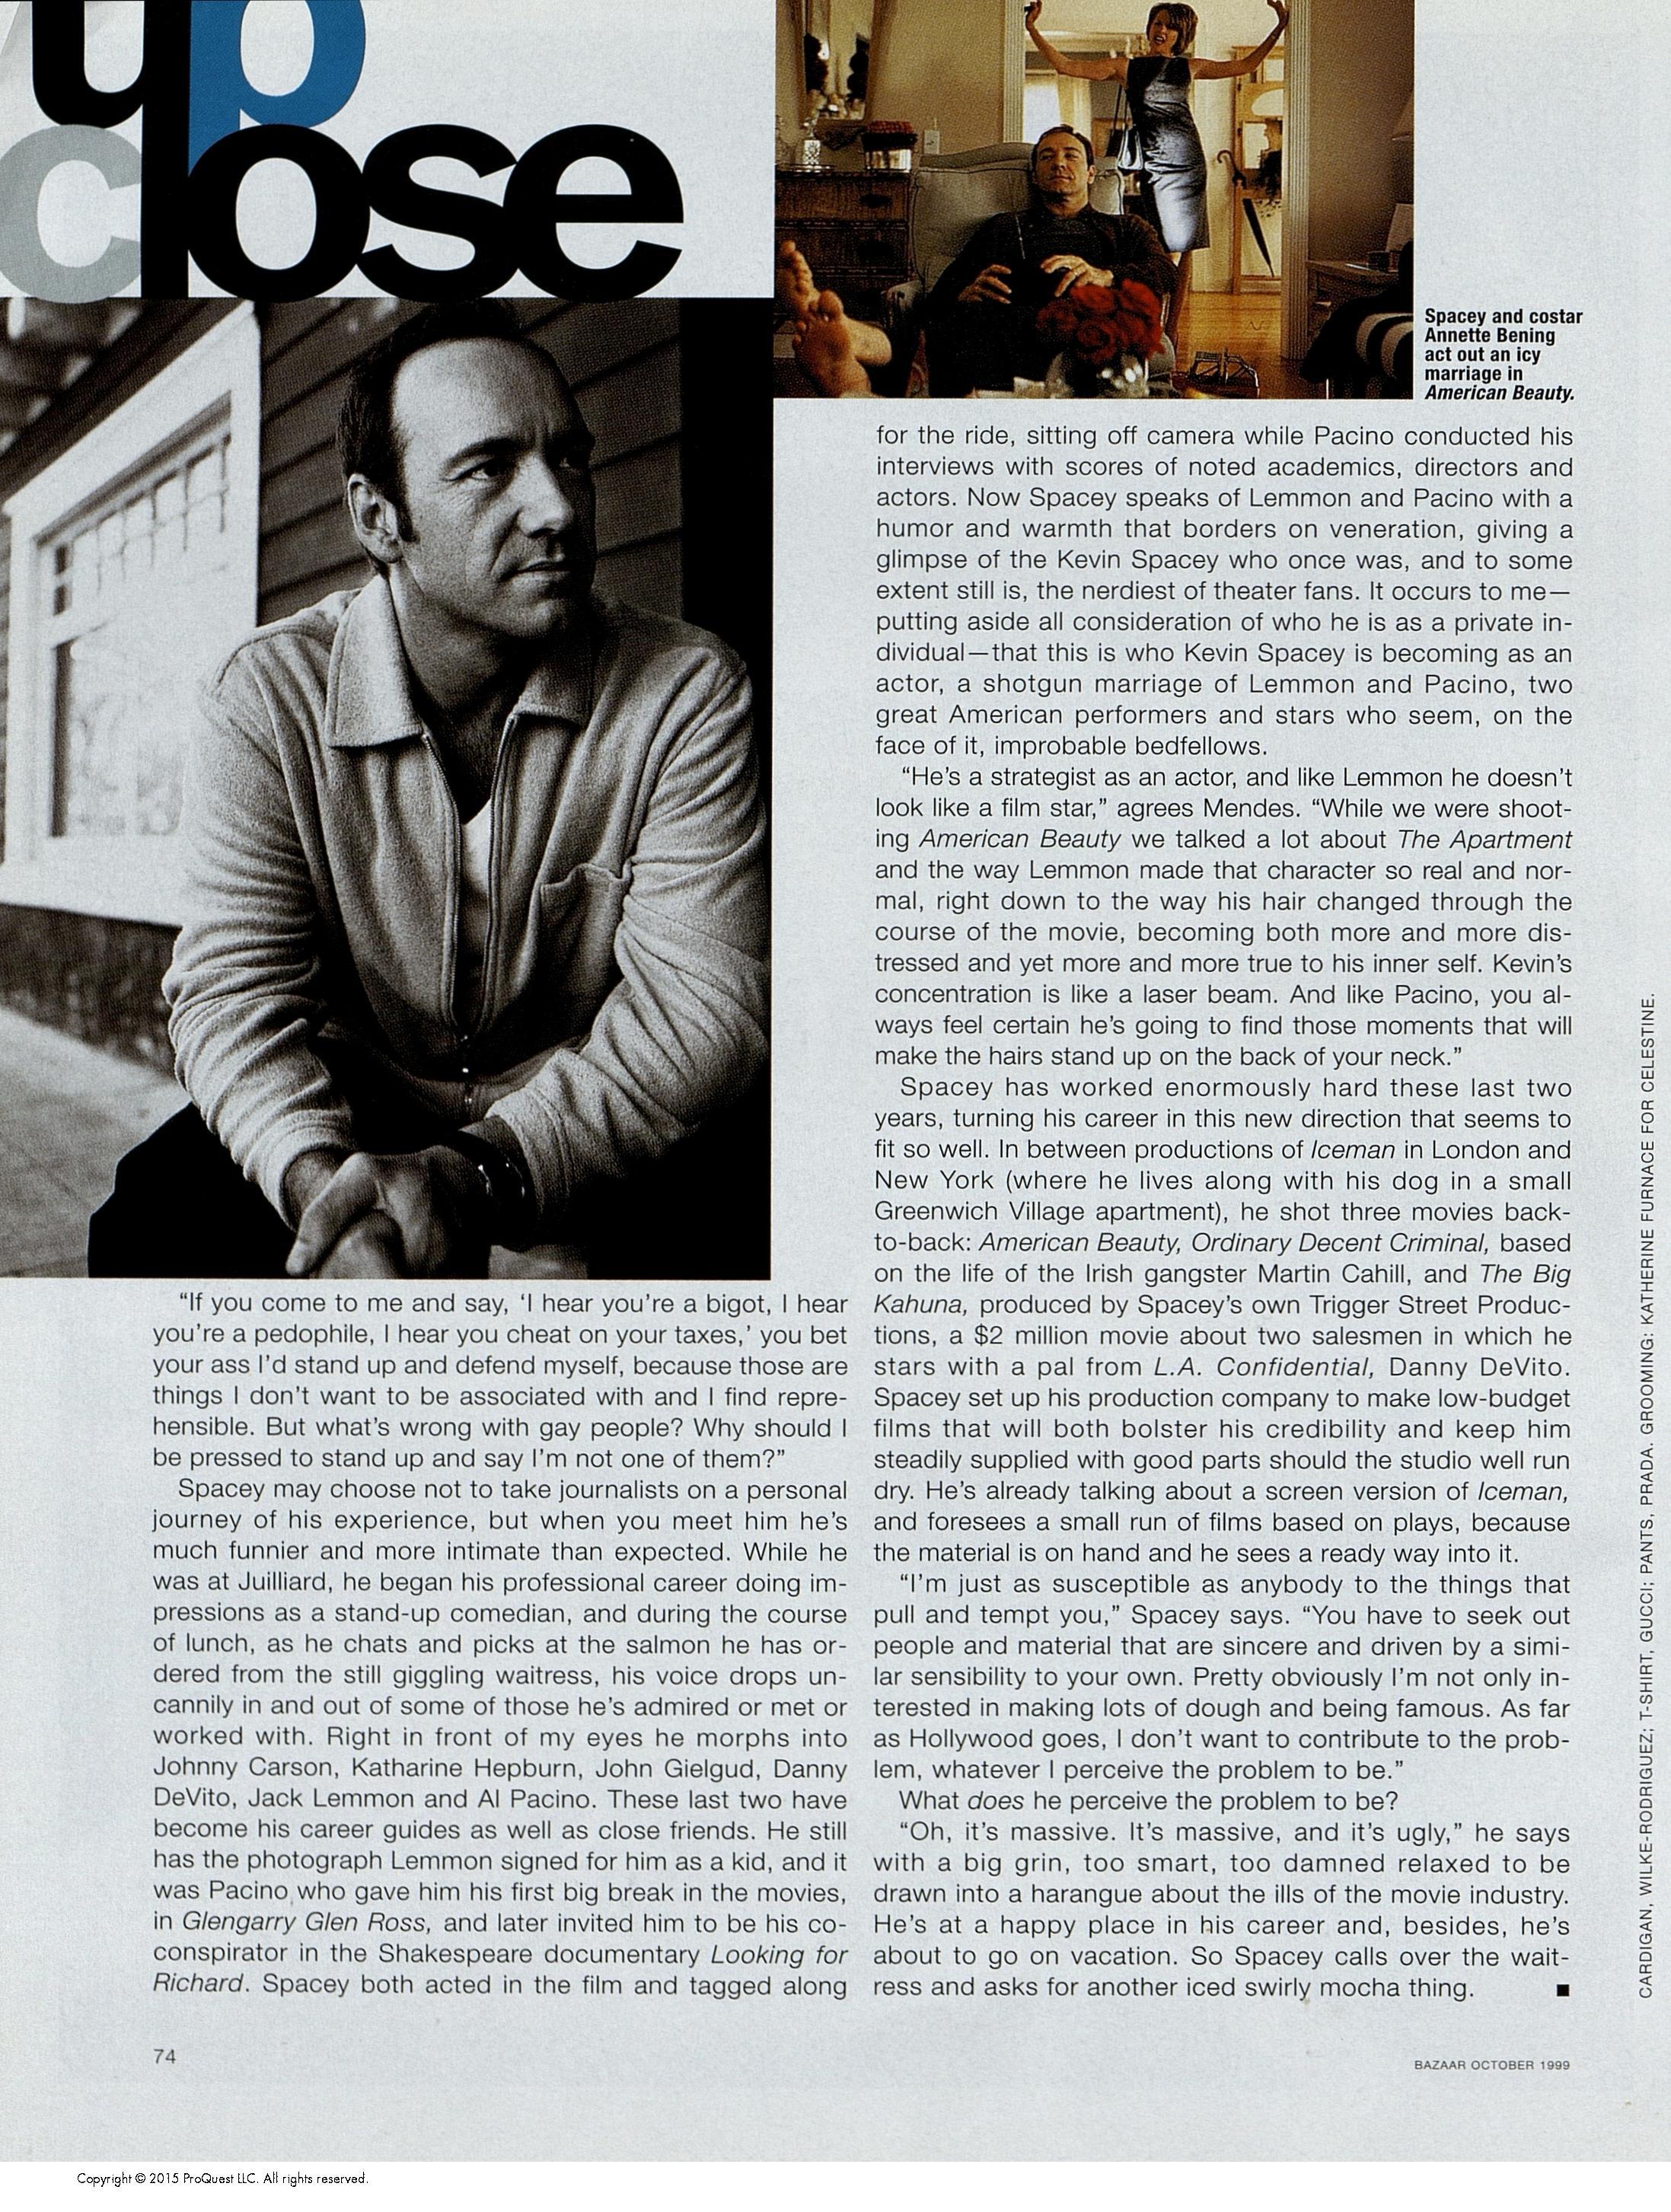 up
close
Spacey and costar
Annette Bening
act out an icy
marriage in
American Beauty.
"If you come to me and say, 'I hear you're a bigot, I hear
you're a pedophile, I hear you cheat on your taxes,' you bet
your ass I'd stand up and defend myself, because those are
things I don't want to be associated with and I find repre-
hensible. But what's wrong with gay people? Why should I
be pressed to stand up and say I'm not one of them?"
Spacey may choose not to take journalists on a personal
journey of his experience, but when you meet him he's
much funnier and more intimate than expected. While he
was at Juilliard, he began his professional career doing im-
pressions as a stand-up comedian, and during the course
of lunch, as he chats and picks at the salmon he has or-
dered from the still giggling waitress, his voice drops un-
cannily in and out of some of those he's admired or met or
worked with. Right in front of my eyes he morphs into
Johnny Carson, Katharine Hepburn, John Gielgud, Danny
DeVito, Jack Lemmon and Al Pacino. These last two have
become his career guides as well as close friends. He still
has the photograph Lemmon signed for him as a kid, and it
was Pacino who gave him his first big break in the movies,
in Glengarry Glen Ross, and later invited him to be his co-
conspirator in the Shakespeare documentary Looking for
Richard. Spacey both acted in the film and tagged along
for the ride, sitting off camera while Pacino conducted his
interviews with scores of noted academics, directors and
actors. Now Spacey speaks of Lemmon and Pacino with a
humor and warmth that borders on veneration, giving a
glimpse of the Kevin Spacey who once was, and to some
extent still is, the nerdiest of theater fans. It occurs to me—
putting aside all consideration of who he is as a private in-
dividual—that this is who Kevin Spacey is becoming as an
actor, a shotgun marriage of Lemmon and Pacino, two
great American performers and stars who seem, on the
face of it, improbable bedfellows.
"He's a strategist as an actor, and like Lemmon he doesn't
look like a film star," agrees Mendes. "While we were shoot-
ing American Beauty we talked a lot about The Apartment
and the way Lemmon made that character so real and nor-
mal, right down to the way his hair changed through the
course of the movie, becoming both more and more dis-
tressed and yet more and more true to his inner self. Kevin's
concentration is like a laser beam. And like Pacino, you al-
ways feel certain he's going to find those moments that will
make the hairs stand up on the back of your neck."
Spacey has worked enormously hard these last two
years, turning his career in this new direction that seems to
fit so well. In between productions of Iceman in London and
New York (where he lives along with his dog in a small
Greenwich Village apartment), he shot three movies back-
to-back: American Beauty, Ordinary Decent Criminal, based
on the life of the Irish gangster Martin Cahill, and The Big
Kahuna, produced by Spacey's own Trigger Street Produc-
tions, a $2 million movie about two salesmen in which he
stars with a pal from L.A. Confidential, Danny DeVito.
Spacey set up his production company to make low-budget
films that will both bolster his credibility and keep him
steadily supplied with good parts should the studio well run
dry. He's already talking about a screen version of Iceman,
and foresees a small run of films based on plays, because
the material is on hand and he sees a ready way into it.
"I'm just as susceptible as anybody to the things that
pull and tempt you," Spacey says. "You have to seek out
people and material that are sincere and driven by a simi-
lar sensibility to your own. Pretty obviously I'm not only in-
terested in making lots of dough and being famous. As far
as Hollywood goes, I don't want to contribute to the prob-
lem, whatever I perceive the problem to be."
What does he perceive the problem to be?
"Oh, it's massive. It's massive, and it's ugly," he says
with a big grin, too smart, too damned relaxed to be
drawn into a harangue about the ills of the movie industry.
He's at a happy place in his career and, besides, he's
about to go on vacation. So Spacey calls over the wait-
ress and asks for another iced swirly mocha thing. ■
CARDIGAN, WILKE-RODRIGUEZ; T-SHIRT, GUCCI; PANTS, PRADA. GROOMING: KATHERINE FURNACE FOR CELESTINE.
74
BAZAAR OCTOBER 1999
Copyright © 2015 ProQuest LLC. All rights reserved.